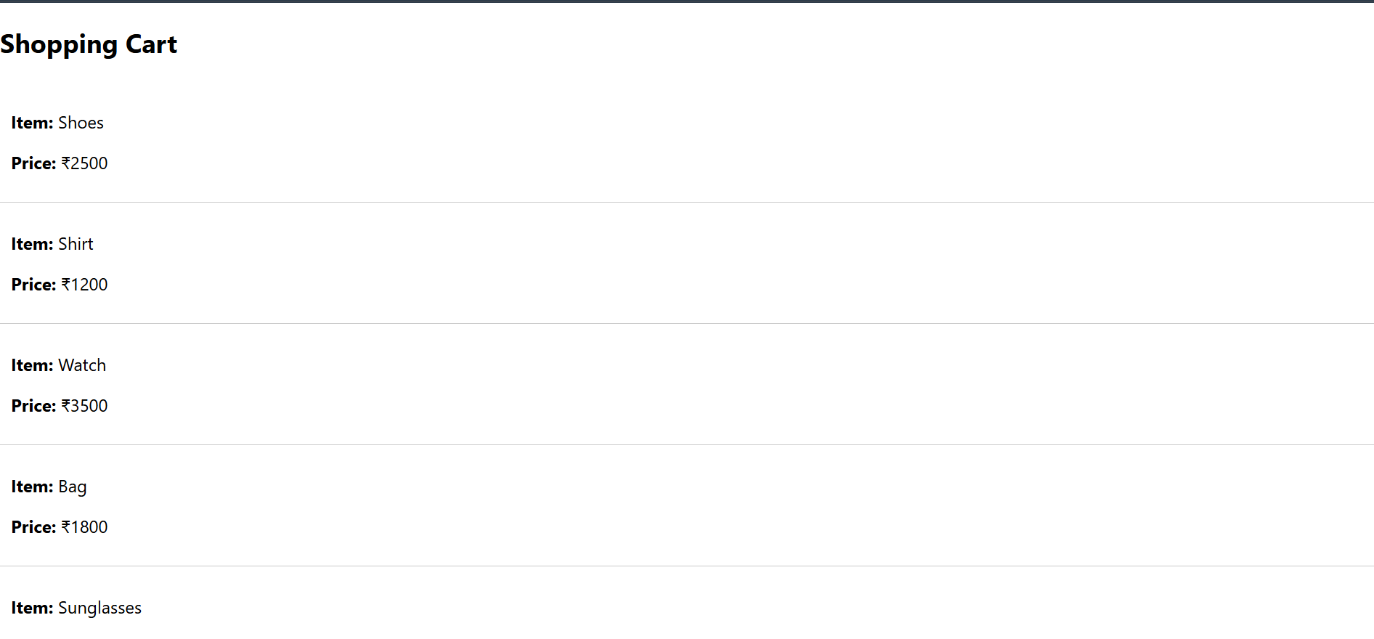 Shopping Cart
Item: Shoes
Price: ₹2500
Item: Shirt
Price: ₹1200
Item: Watch
Price: ₹3500
Item: Bag
Price: ₹1800
Item: Sunglasses